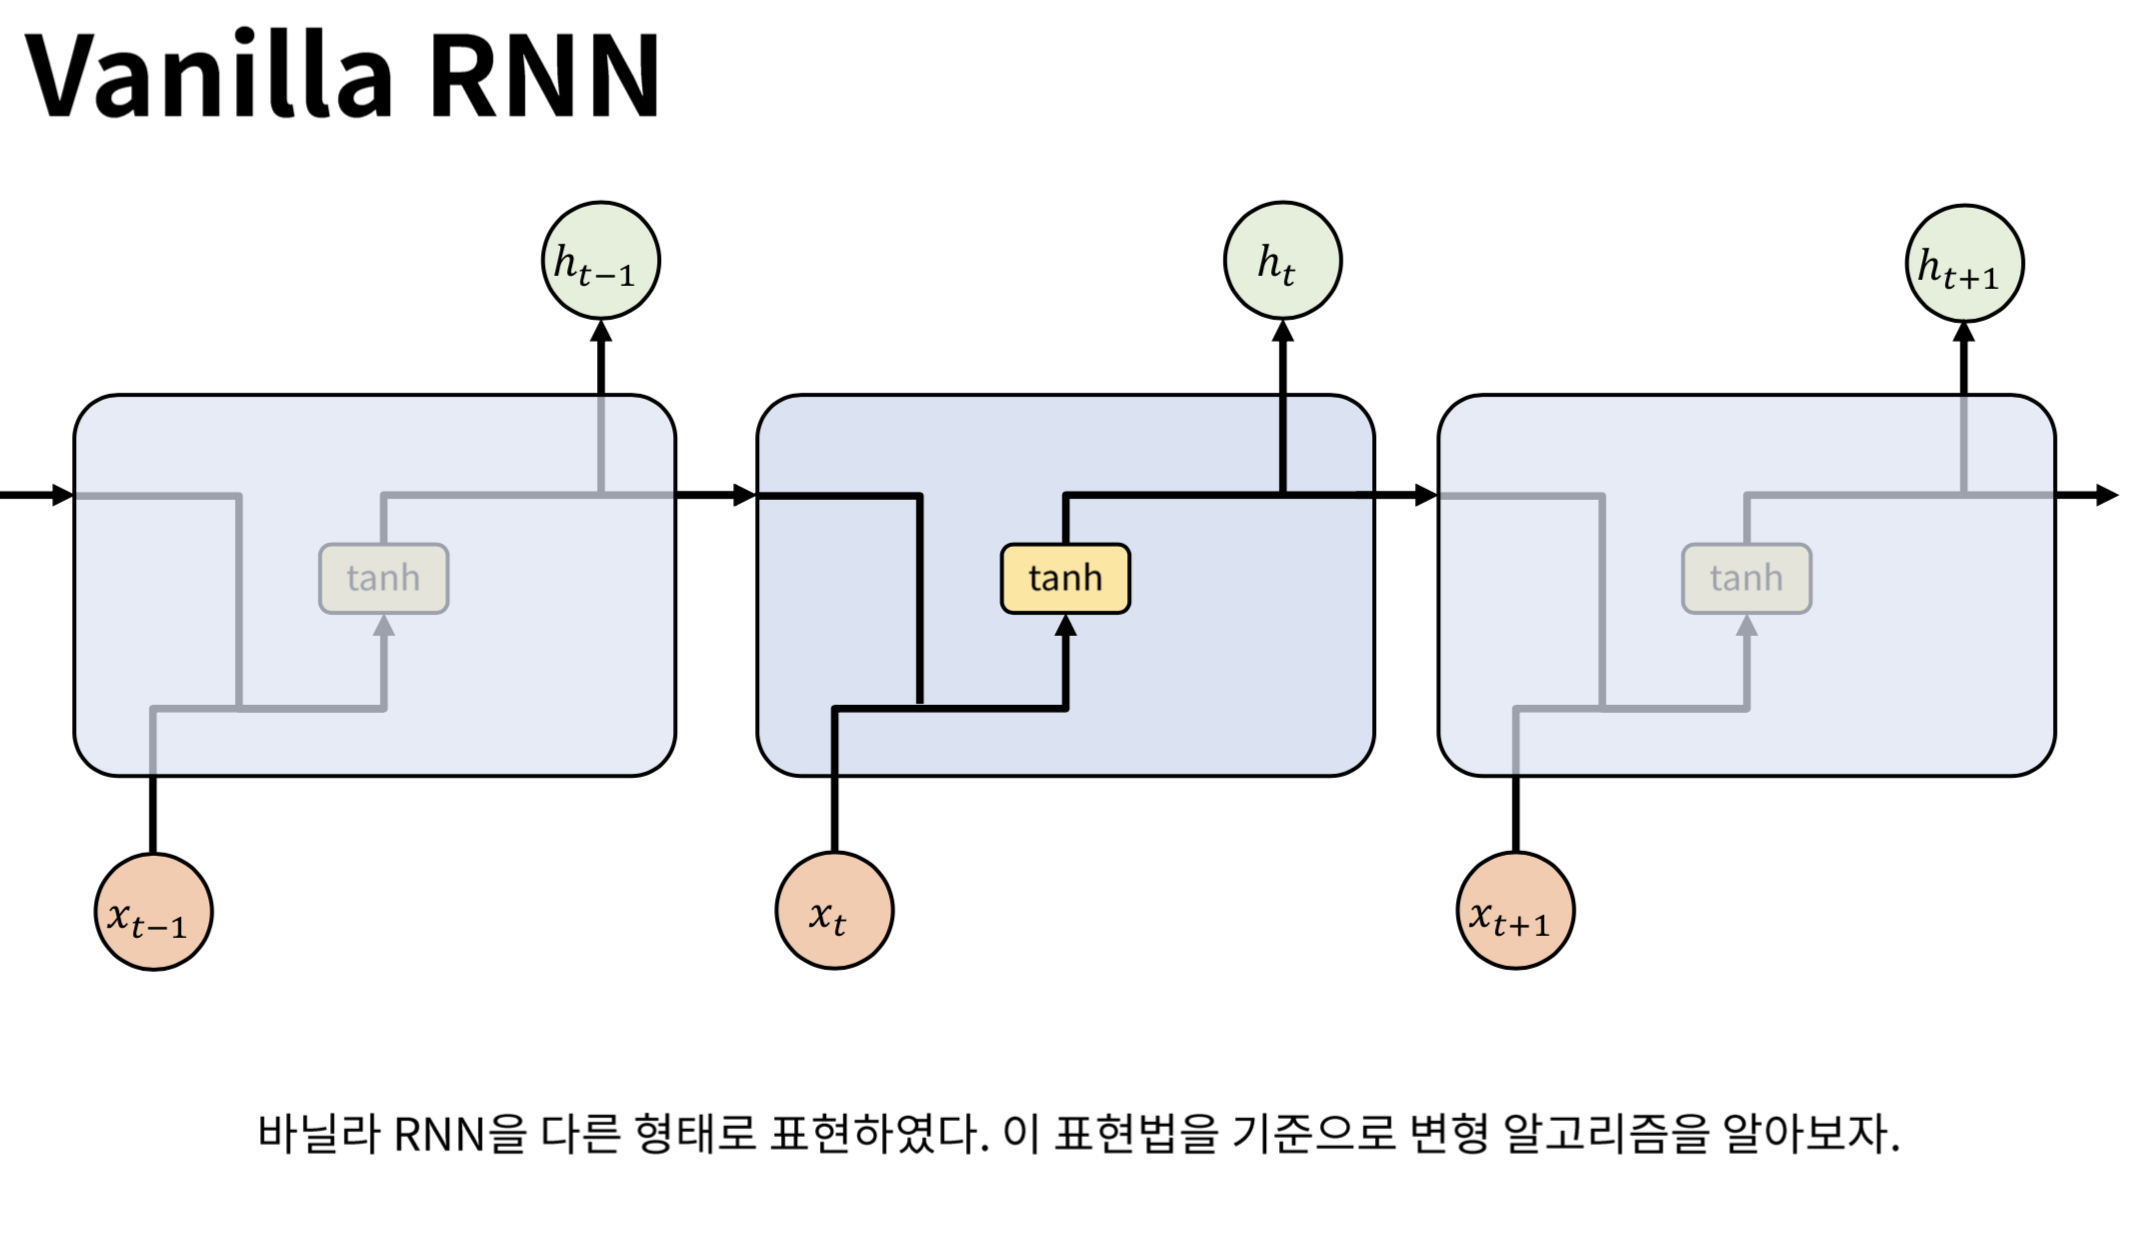 Vanilla RNN
h_{t−1}
h_t
h_{t+1}
tanh
tanh
tanh
x_{t−1}
x_t
x_{t+1}
바닐라 RNN을 다른 형태로 표현하였다. 이 표현법을 기준으로 변형 알고리즘을 알아보자.